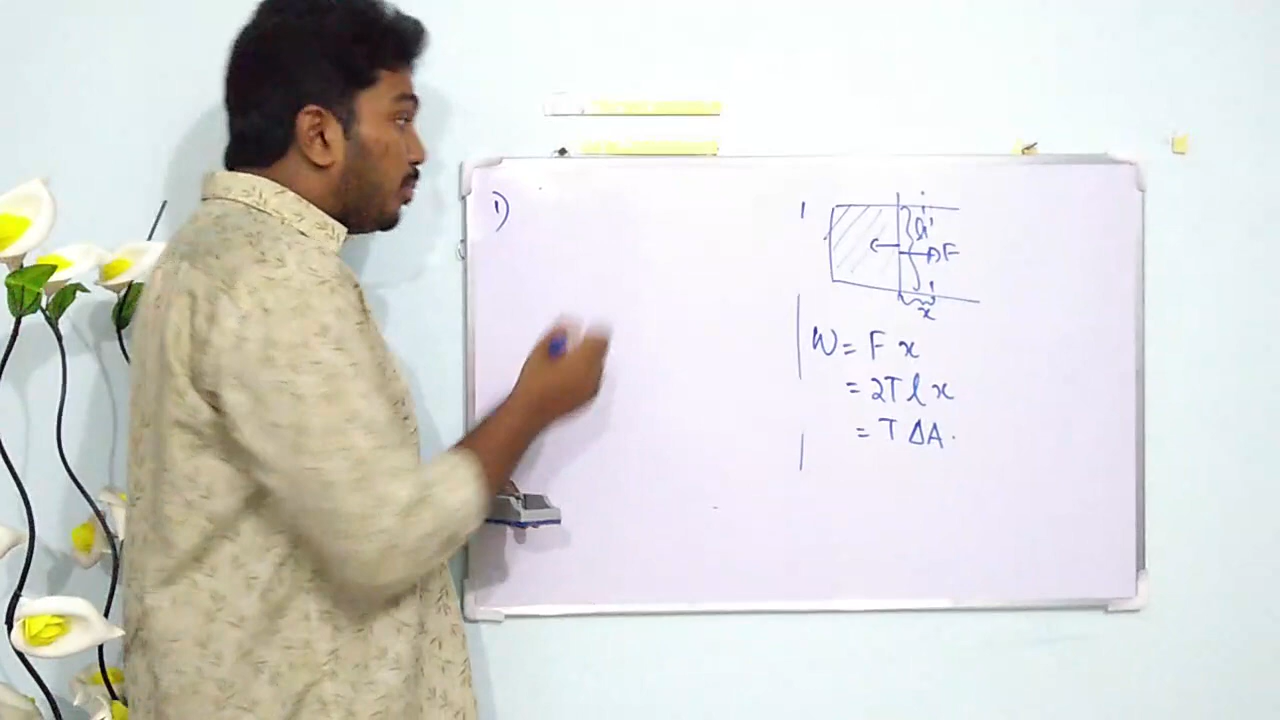 1)
l
F
x
W = F x
= 2T l x
= T ΔA.